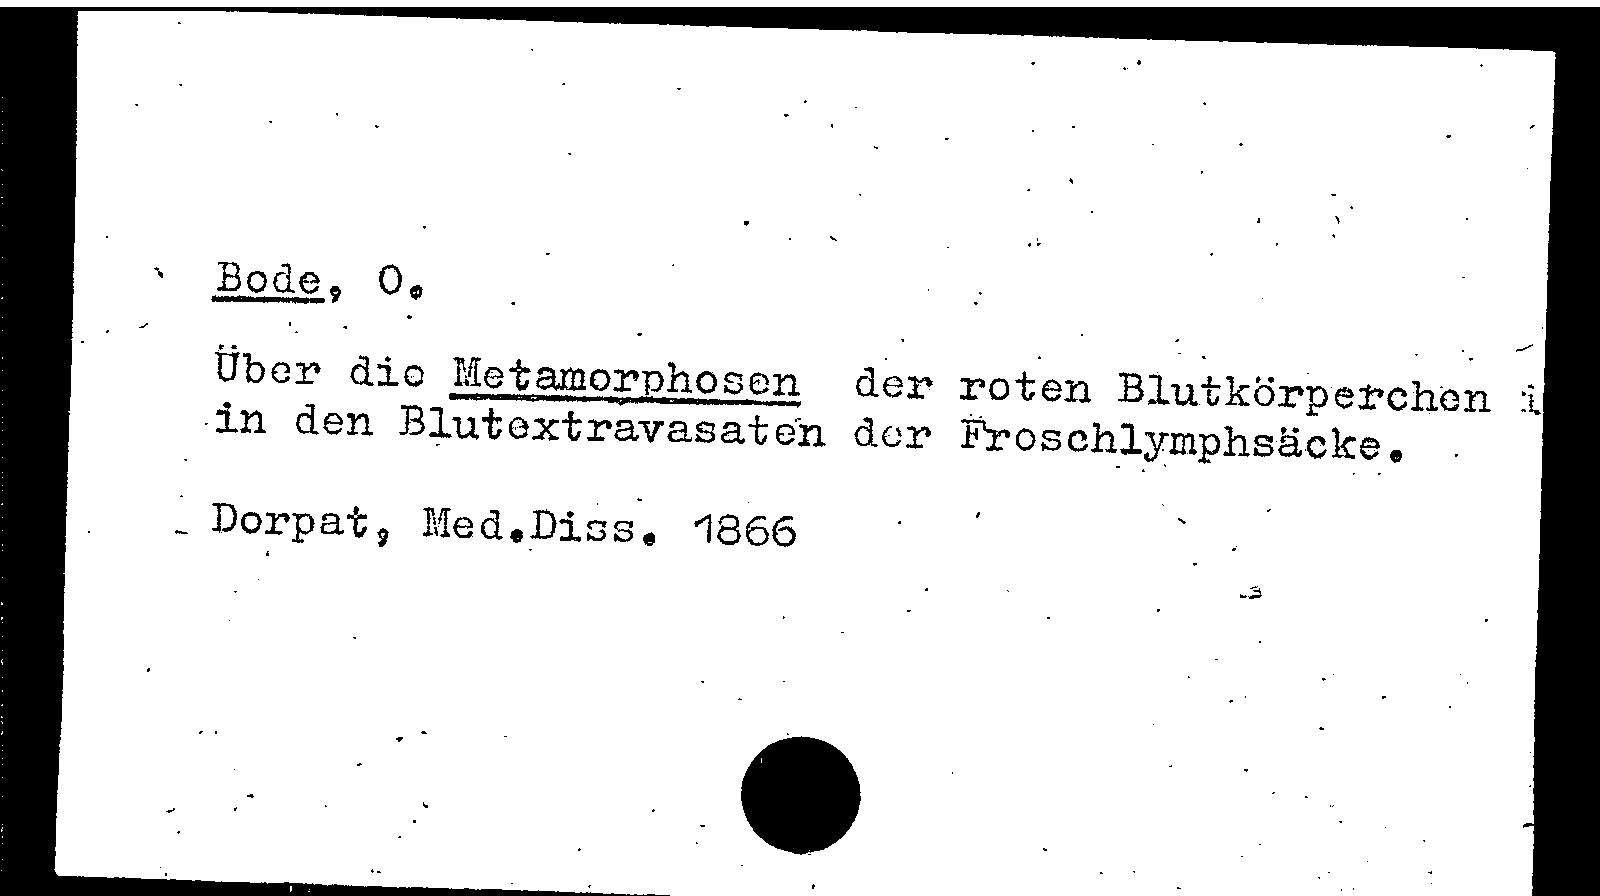 Bode, O.
Über die Metamorphosen der roten Blutkörperchen i
in den Blutextravasaten der Froschlymphsäcke.
Dorpat, Med.Diss. 1866